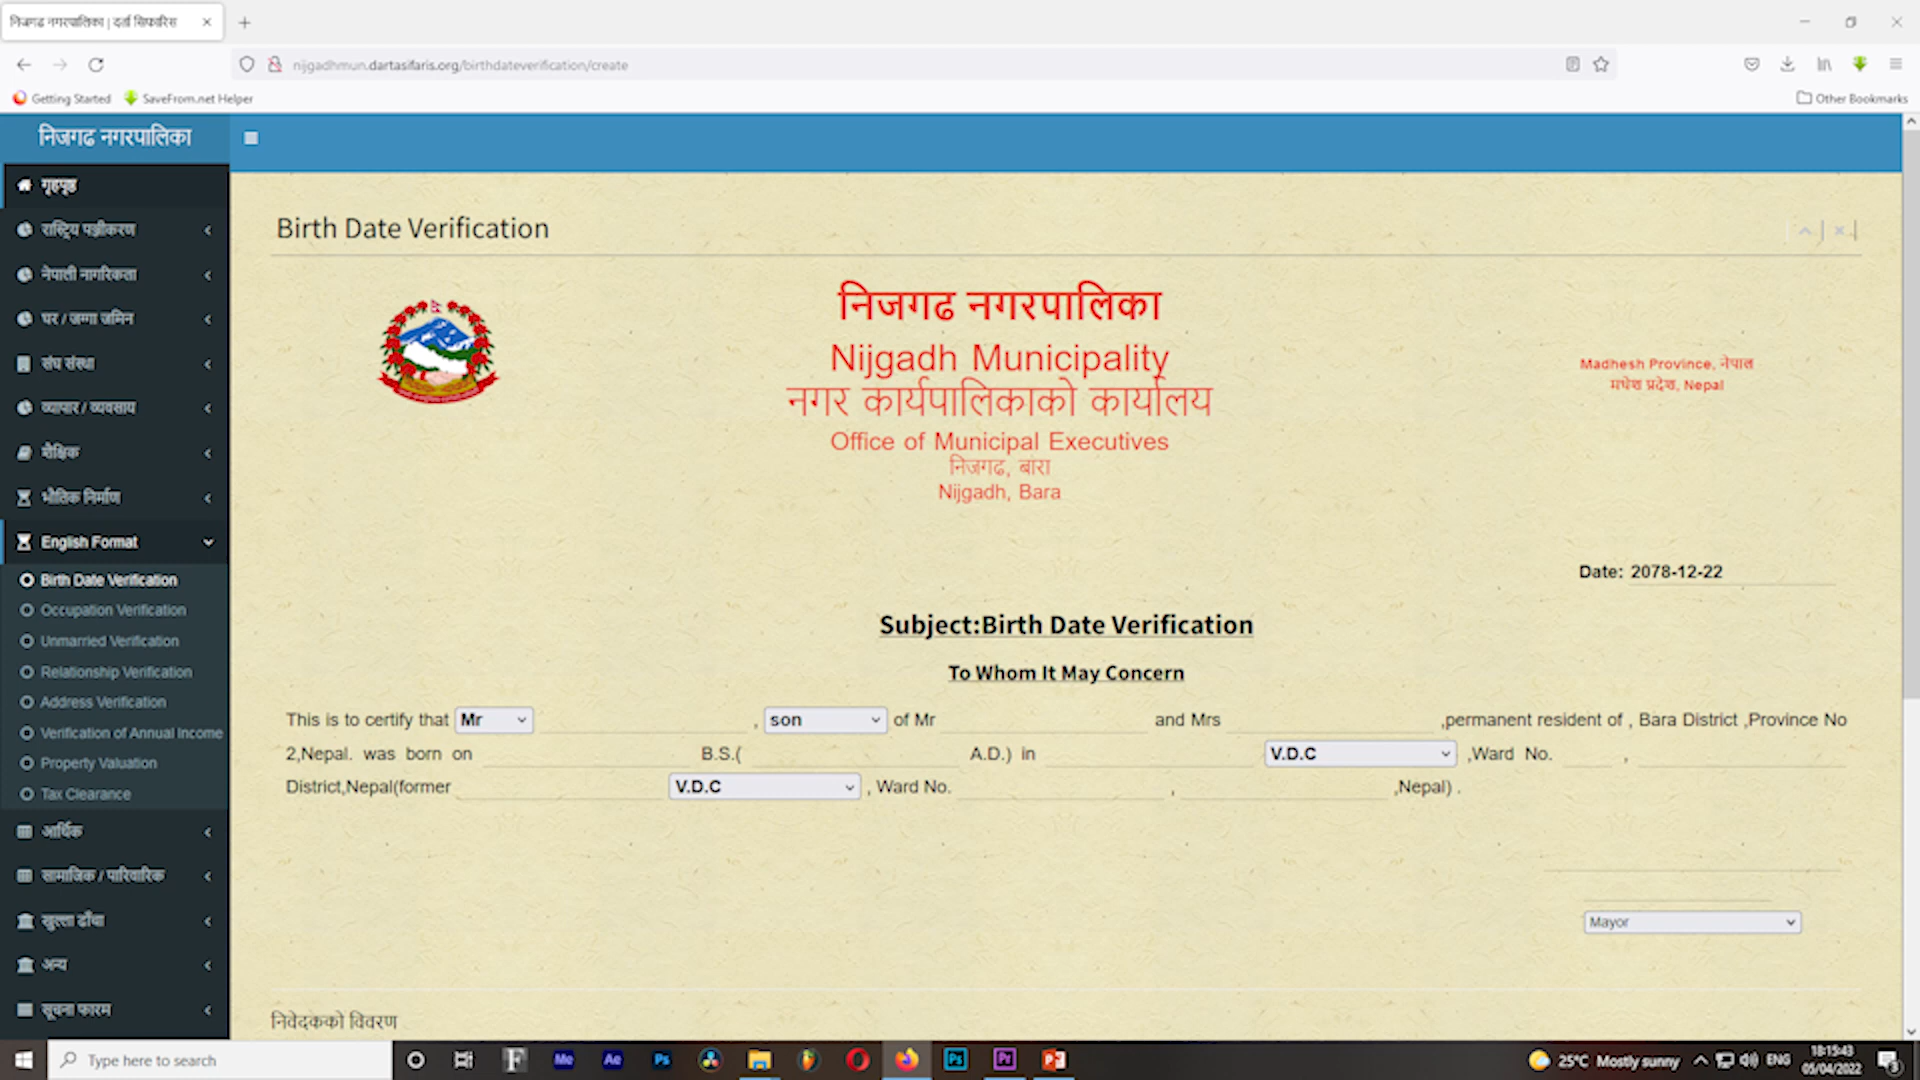 निजगढ नगरपालिका | दर्ता सिफारिस
nijgadhmun.dartasifaris.org/birthdateverification/create
Getting Started
SaveFrom.net Helper
Other Bookmarks
निजगढ नगरपालिका
गृहपृष्ठ
राष्ट्रिय पञ्जीकरण
नेपाली नागरिकता
घर / जग्गा जमिन
संघ संस्था
व्यापार / व्यवसाय
शैक्षिक
भौतिक निर्माण
English Format
Birth Date Verification
Occupation Verification
Unmarried Verification
Relationship Verification
Address Verification
Verification of Annual Income
Property Valuation
Tax Clearance
आर्थिक
सामाजिक / पारिवारिक
खुल्ला ढाँचा
अन्य
सूचना फारम
Birth Date Verification
निजगढ नगरपालिका
Nijgadh Municipality
नगर कार्यपालिकाको कार्यालय
Office of Municipal Executives
निजगढ, बारा
Nijgadh, Bara
Madhesh Province, नेपाल
मधेश प्रदेश, Nepal
Date: 2078-12-22
Subject:Birth Date Verification
To Whom It May Concern
This is to certify that Mr , son of Mr and Mrs ,permanent resident of , Bara District ,Province No
2,Nepal. was born on B.S.( A.D.) in V.D.C ,Ward No. ,
District,Nepal(former V.D.C , Ward No. , ,Nepal) .
Mayor
निवेदकको विवरण
Type here to search
25°C Mostly sunny
ENG
18:15:43
05/04/2022